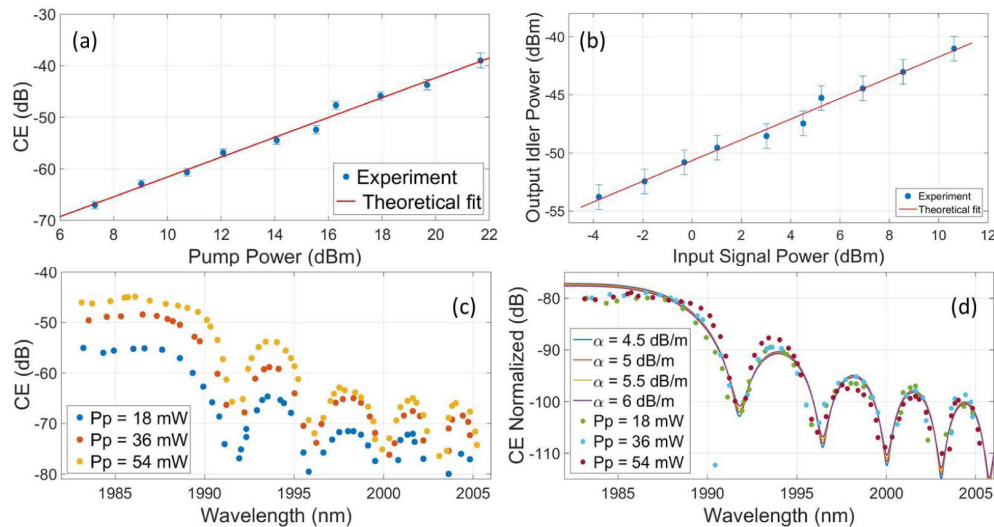 (a)
CE (dB)
-30
-40
-50
-60
-70
6 8 10 12 14 16 18 20 22
Pump Power (dBm)
Experiment
Theoretical fit
(b)
Output Idler Power (dBm)
-40
-45
-50
-55
-4 -2 0 2 4 6 8 10 12
Input Signal Power (dBm)
Experiment
Theoretical fit
(c)
CE (dB)
-40
-50
-60
-70
-80
1985 1990 1995 2000 2005
Wavelength (nm)
Pp = 18 mW
Pp = 36 mW
Pp = 54 mW
(d)
CE Normalized (dB)
-80
-90
-100
-110
1985 1990 1995 2000 2005
Wavelength (nm)
α = 4.5 dB/m
α = 5 dB/m
α = 5.5 dB/m
α = 6 dB/m
Pp = 18 mW
Pp = 36 mW
Pp = 54 mW